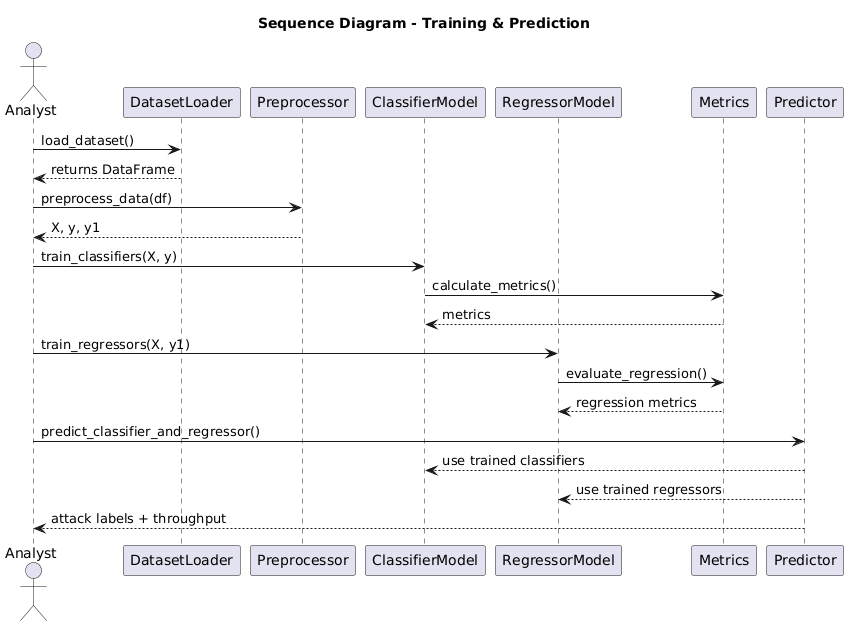 Sequence Diagram - Training & Prediction
Analyst
DatasetLoader
Preprocessor
ClassifierModel
RegressorModel
Metrics
Predictor
load_dataset()
returns DataFrame
preprocess_data(df)
X, y, y1
train_classifiers(X, y)
calculate_metrics()
metrics
train_regressors(X, y1)
evaluate_regression()
regression metrics
predict_classifier_and_regressor()
use trained classifiers
use trained regressors
attack labels + throughput
Analyst
DatasetLoader
Preprocessor
ClassifierModel
RegressorModel
Metrics
Predictor